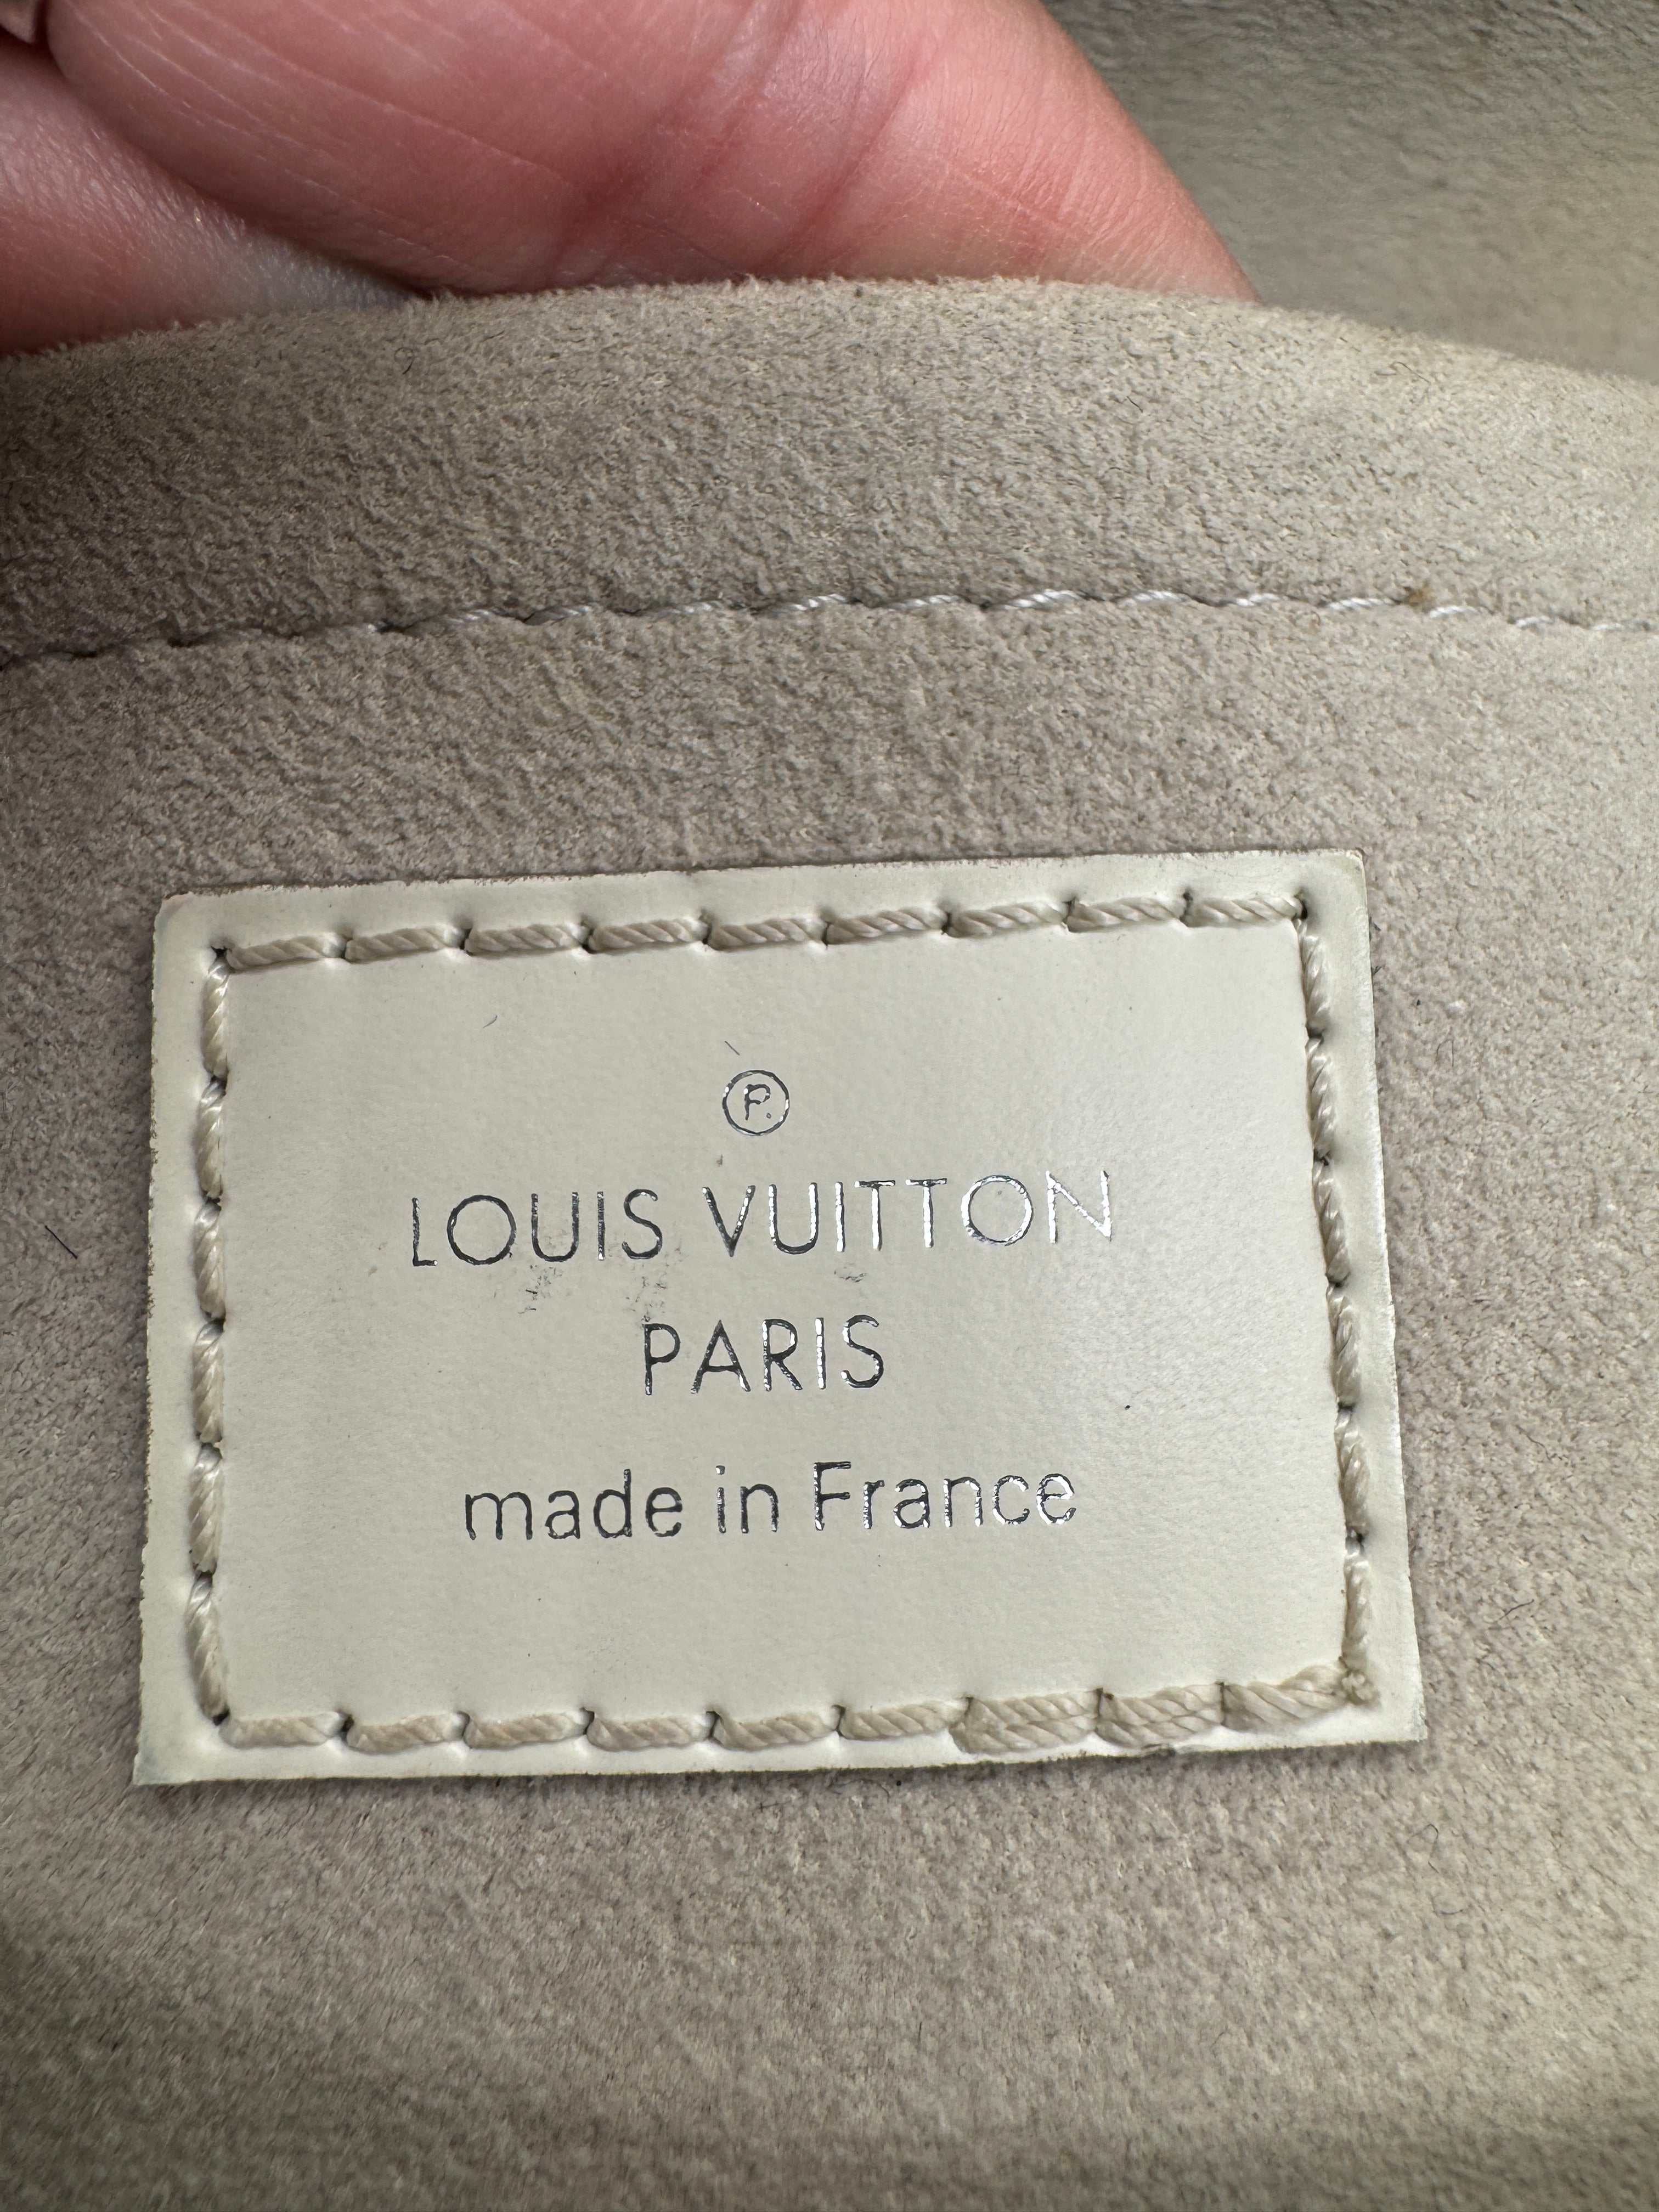 ®
LOUIS VUITTON
PARIS
made in France